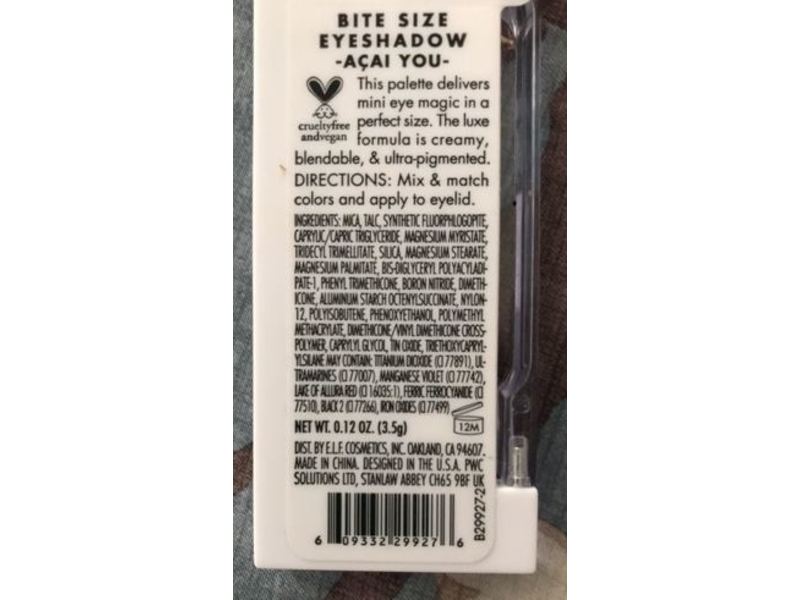 BITE SIZE
EYESHADOW
-AÇAI YOU-
This palette delivers
mini eye magic in a
perfect size. The luxe
formula is creamy,
crueltyfree
andvegan
blendable, & ultra-pigmented.
DIRECTIONS: Mix & match
colors and apply to eyelid.
INGREDIENTS: MICA, TALC, SYNTHETIC FLUORPHLOGOPITE,
CAPRYLIC/CAPRIC TRIGLYCERIDE, MAGNESIUM MYRISTATE,
TRIDECYL TRIMELLITATE, SILICA, MAGNESIUM STEARATE,
MAGNESIUM PALMITATE, BIS-DIGLYCERYL POLYACYLADI-
PATE-1, PHENYL TRIMETHICONE, BORON NITRIDE, DIMETH-
ICONE, ALUMINUM STARCH OCTENYLSUCCINATE, NYLON-
12, POLYISOBUTENE, PHENOXYETHANOL, POLYMETHYL
METHACRYLATE, DIMETHICONE/VINYL DIMETHICONE CROSS-
POLYMER, CAPRYLYL GLYCOL, TIN OXIDE, TRIETHOXYCAPRYL-
YLSILANE MAY CONTAIN: TITANIUM DIOXIDE (CI 77891), UL-
TRAMARINES (CI 77007), MANGANESE VIOLET (CI 77742),
LAKE OF ALLURA RED (CI 16035:1), FERRIC FERROCYANIDE (CI
77510), BLACK 2 (CI 77266), IRON OXIDES (CI 77499)
12M
NET WT. 0.12 OZ. (3.5g)
DIST. BY E.L.F. COSMETICS, INC. OAKLAND, CA 94607.
MADE IN CHINA. DESIGNED IN THE U.S.A. PWC
SOLUTIONS LTD, STANLAW ABBEY CH65 9BF UK
6 09332 29927 6
B29927-2